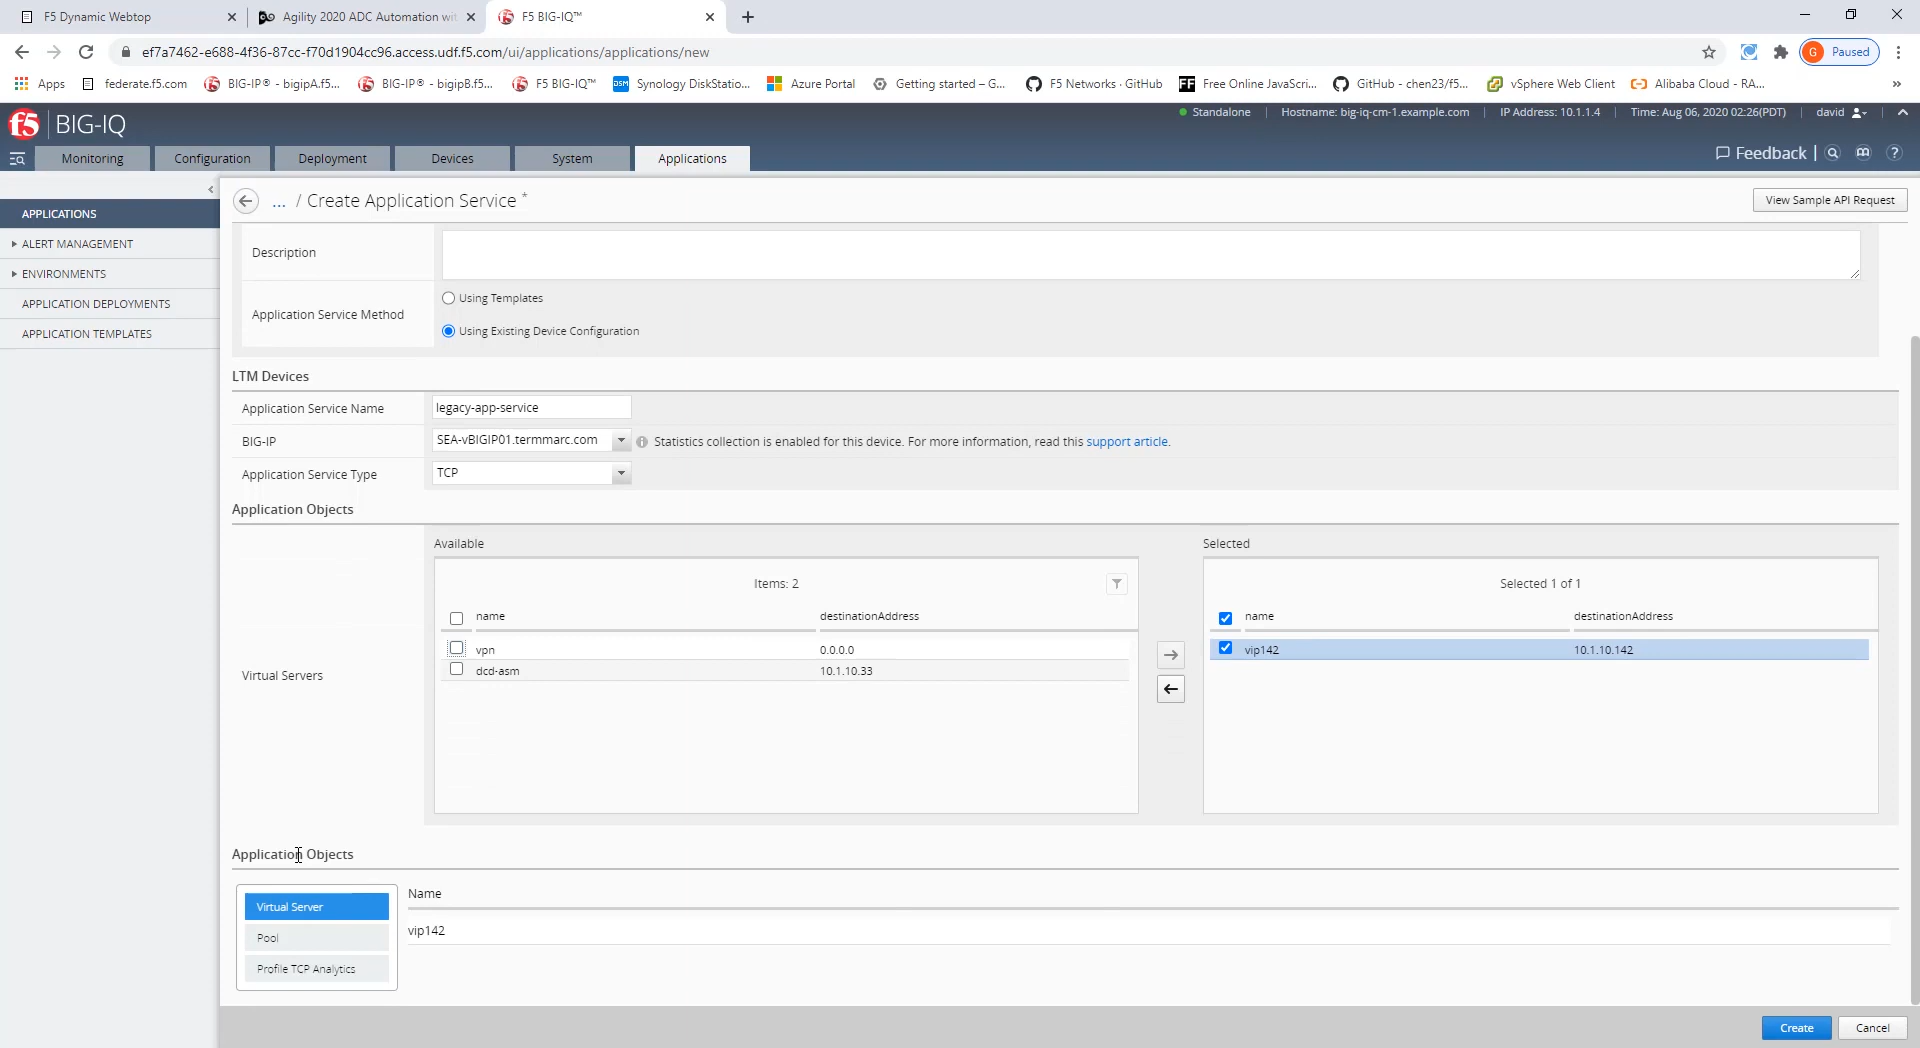 F5 Dynamic Webtop
Agility 2020 ADC Automation wit
F5 BIG-IQ™
ef7a7462-e688-4f36-87cc-f70d1904cc96.access.udf.f5.com/ui/applications/applications/new
G Paused
Apps
federate.f5.com
BIG-IP® - bigipA.f5...
BIG-IP® - bigipB.f5...
F5 BIG-IQ™
DSM Synology DiskStatio...
Azure Portal
Getting started – G...
F5 Networks · GitHub
FF Free Online JavaScri...
GitHub - chen23/f5...
vSphere Web Client
Alibaba Cloud - RA...
»
f5 BIG-IQ
Standalone
Hostname: big-iq-cm-1.example.com
IP Address: 10.1.1.4
Time: Aug 06, 2020 02:26(PDT)
david
Monitoring
Configuration
Deployment
Devices
System
Applications
Feedback
?
APPLICATIONS
ALERT MANAGEMENT
ENVIRONMENTS
APPLICATION DEPLOYMENTS
APPLICATION TEMPLATES
... / Create Application Service *
View Sample API Request
Description
Application Service Method
Using Templates
Using Existing Device Configuration
LTM Devices
Application Service Name
legacy-app-service
BIG-IP
SEA-vBIGIP01.termmarc.com
Statistics collection is enabled for this device. For more information, read this support article.
Application Service Type
TCP
Application Objects
Virtual Servers
Available
Items: 2
name destinationAddress
vpn 0.0.0.0
dcd-asm 10.1.10.33
Selected
Selected 1 of 1
name destinationAddress
vip142 10.1.10.142
Application Objects
Virtual Server
Pool
Profile TCP Analytics
Name
vip142
Create
Cancel